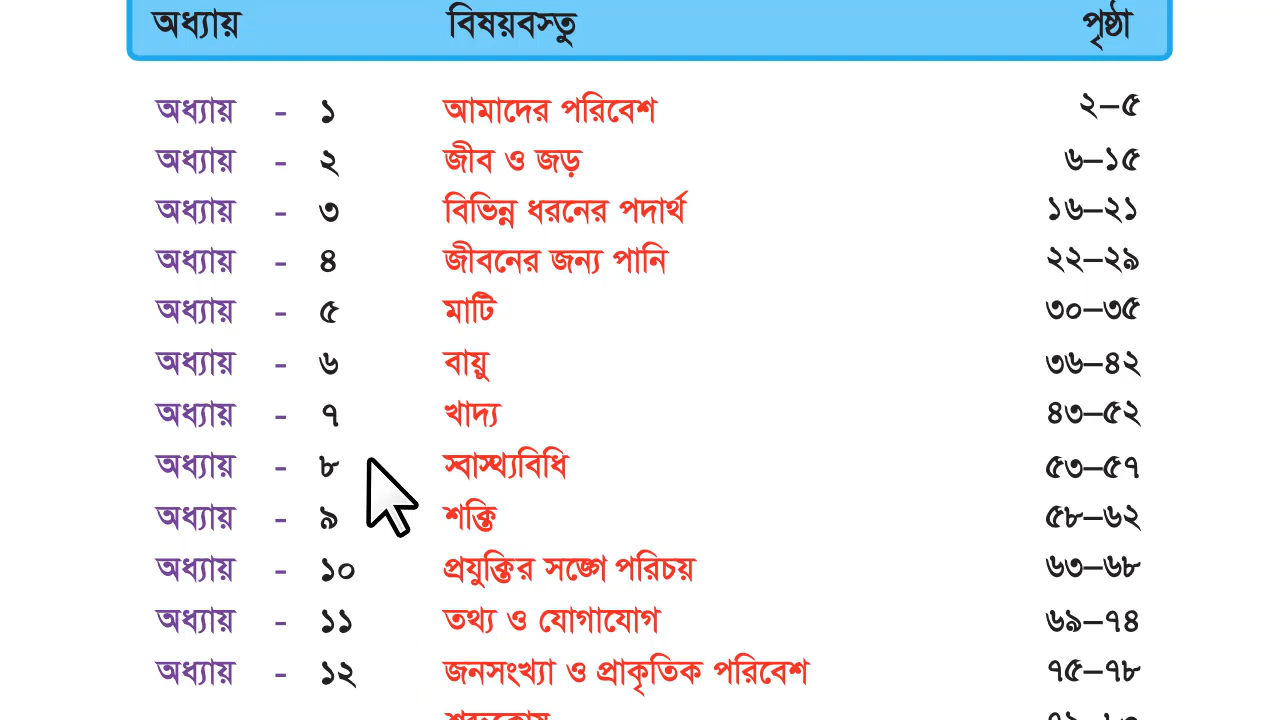 অধ্যায় বিষয়বস্তু পৃষ্ঠা
অধ্যায় - ১ আমাদের পরিবেশ ২–৫
অধ্যায় - ২ জীব ও জড় ৬–১৫
অধ্যায় - ৩ বিভিন্ন ধরনের পদার্থ ১৬–২১
অধ্যায় - ৪ জীবনের জন্য পানি ২২–২৯
অধ্যায় - ৫ মাটি ৩০–৩৫
অধ্যায় - ৬ বায়ু ৩৬–৪২
অধ্যায় - ৭ খাদ্য ৪৩–৫২
অধ্যায় - ৮ স্বাস্থ্যবিধি ৫৩–৫৭
অধ্যায় - ৯ শক্তি ৫৮–৬২
অধ্যায় - ১০ প্রযুক্তির সঙ্গে পরিচয় ৬৩–৬৮
অধ্যায় - ১১ তথ্য ও যোগাযোগ ৬৯–৭৪
অধ্যায় - ১২ জনসংখ্যা ও প্রাকৃতিক পরিবেশ ৭৫–৭৮